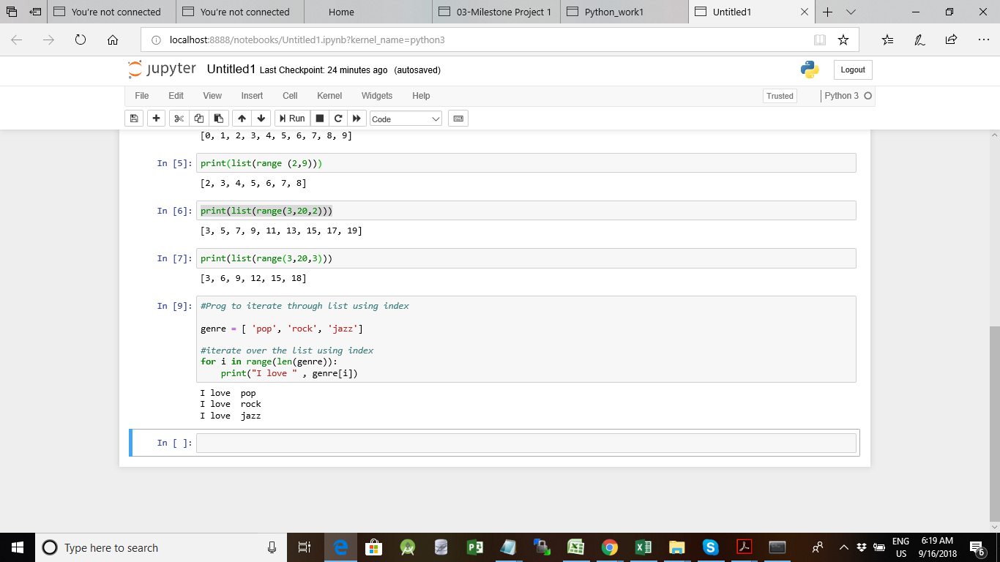 You're not connected
You're not connected
Home
03-Milestone Project 1
Python_work1
Untitled1
localhost:8888/notebooks/Untitled1.ipynb?kernel_name=python3
jupyter Untitled1 Last Checkpoint: 24 minutes ago (autosaved)
Logout
File Edit View Insert Cell Kernel Widgets Help
Trusted
Python 3
Run
Code
[0, 1, 2, 3, 4, 5, 6, 7, 8, 9]
In [5]: print(list(range (2,9)))
[2, 3, 4, 5, 6, 7, 8]
In [6]: print(list(range(3,20,2)))
[3, 5, 7, 9, 11, 13, 15, 17, 19]
In [7]: print(list(range(3,20,3)))
[3, 6, 9, 12, 15, 18]
In [9]: #Prog to iterate through list using index
genre = [ 'pop', 'rock', 'jazz']
#iterate over the list using index
for i in range(len(genre)):
    print("I love " , genre[i])
I love  pop
I love  rock
I love  jazz
In [ ]:
Type here to search
ENG
US
6:19 AM
9/16/2018
6